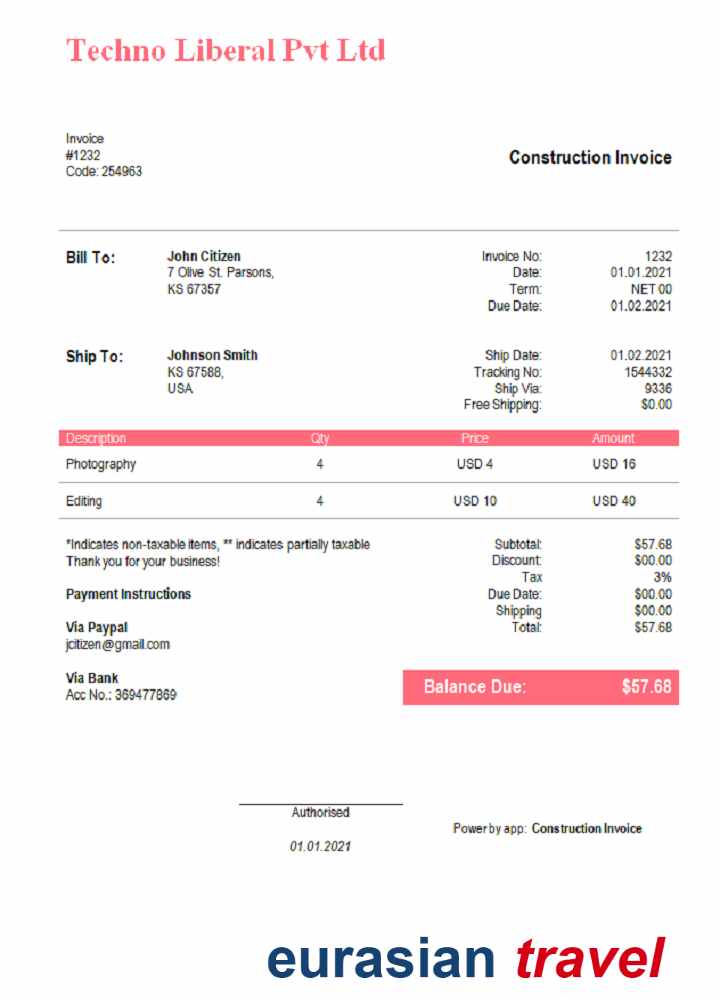 Techno Liberal Pvt Ltd
Invoice
#1232
Code: 254963
Construction Invoice
Bill To:
John Citizen
7 Olive St. Parsons,
KS 67357
Invoice No: 1232
Date: 01.01.2021
Term: NET 00
Due Date: 01.02.2021
Ship To:
Johnson Smith
KS 67588,
USA
Ship Date: 01.02.2021
Tracking No: 1544332
Ship Via: 9336
Free Shipping: $0.00
Description Qty Price Amount
Photography 4 USD 4 USD 16
Editing 4 USD 10 USD 40
*Indicates non-taxable items, ** indicates partially taxable
Thank you for your business!
Payment Instructions
Via Paypal
jcitizen@gmail.com
Via Bank
Acc No.: 369477869
Subtotal: $57.68
Discount: $00.00
Tax 3%
Due Date: $00.00
Shipping $00.00
Total: $57.68
Balance Due: $57.68
Authorised
01.01.2021
Power by app: Construction Invoice
eurasian travel